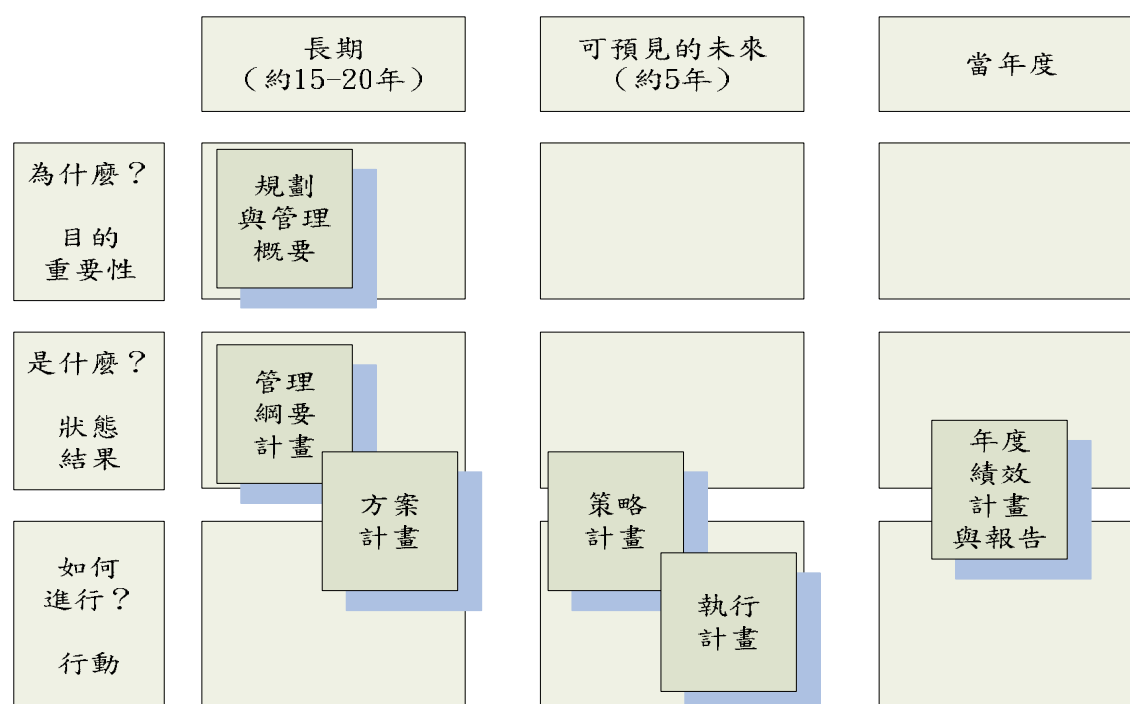 長期
（約15-20年）
可預見的未來
（約5年）
當年度
為什麼？
目的
重要性
規劃
與管理
概要
是什麼？
狀態
結果
管理
綱要
計畫
方案
計畫
策略
計畫
年度
績效
計畫
與報告
如何
進行？
行動
執行
計畫